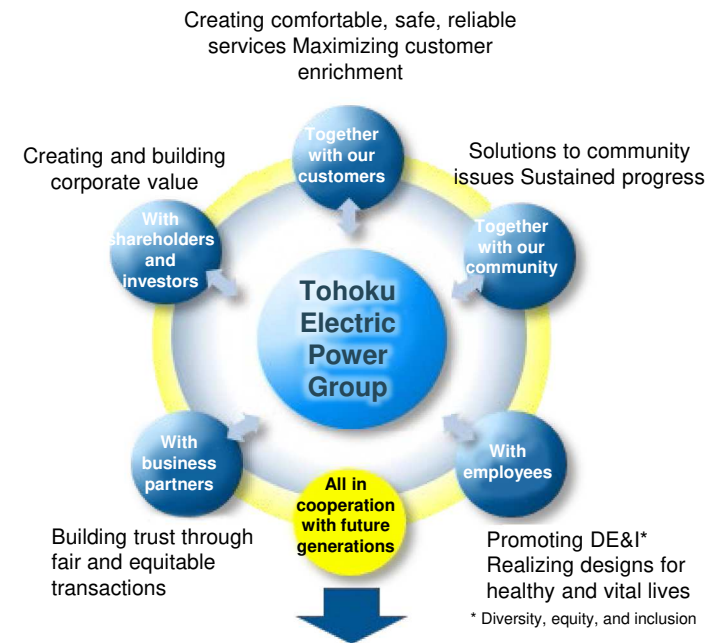 Creating comfortable, safe, reliable
services Maximizing customer
enrichment
Together
with our
customers
Creating and building
corporate value
Solutions to community
issues Sustained progress
With
shareholders
and
investors
Together
with our
community
Tohoku
Electric
Power
Group
With
business
partners
With
employees
All in
cooperation
with future
generations
Building trust through
fair and equitable
transactions
Promoting DE&I*
Realizing designs for
healthy and vital lives
* Diversity, equity, and inclusion